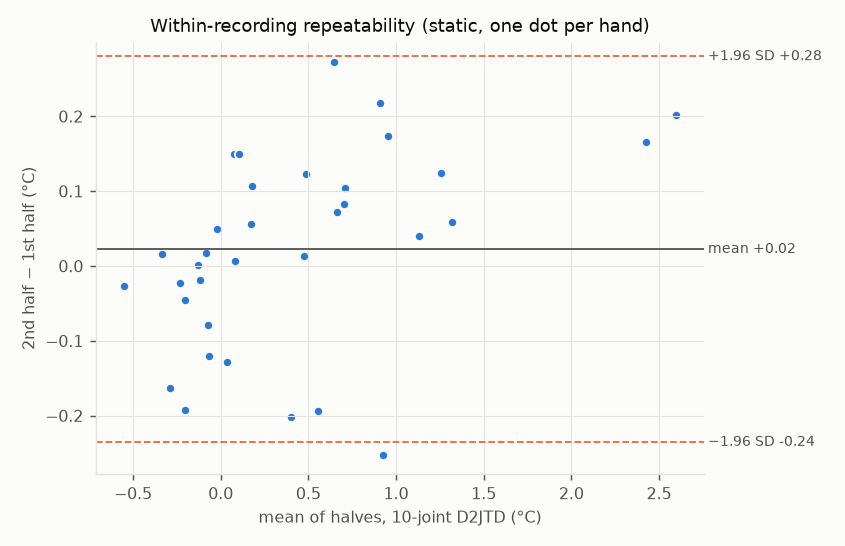 Within-recording repeatability (static, one dot per hand)
+1.96 SD +0.28
0.2
0.1
mean +0.02
0.0
−0.1
−0.2
−1.96 SD -0.24
2nd half − 1st half (°C)
−0.5
0.0
0.5
1.0
1.5
2.0
2.5
mean of halves, 10-joint D2JTD (°C)